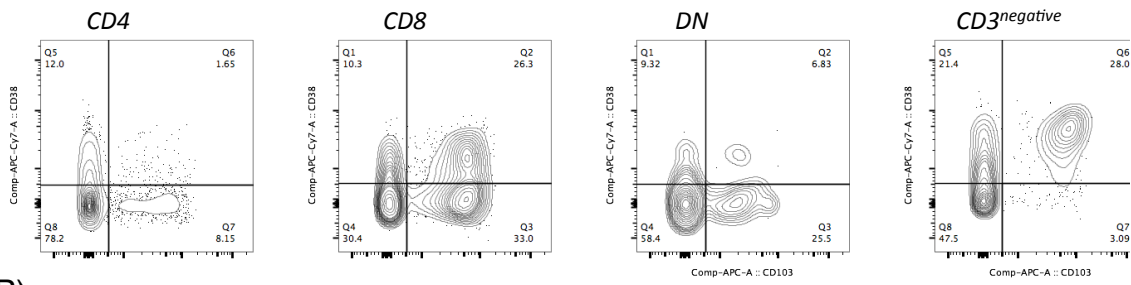 CD4
CD8
DN
CD3negative
Q5
12.0
Q6
1.65
Q8
78.2
Q7
8.15
Comp-APC-Cy7-A :: CD38
Q1
10.3
Q2
26.3
Q4
30.4
Q3
33.0
Comp-APC-Cy7-A :: CD38
Q1
9.32
Q2
6.83
Q4
58.4
Q3
25.5
Comp-APC-Cy7-A :: CD38
Comp-APC-A :: CD103
Q5
21.4
Q6
28.0
Q8
47.5
Q7
3.09
Comp-APC-Cy7-A :: CD38
Comp-APC-A :: CD103